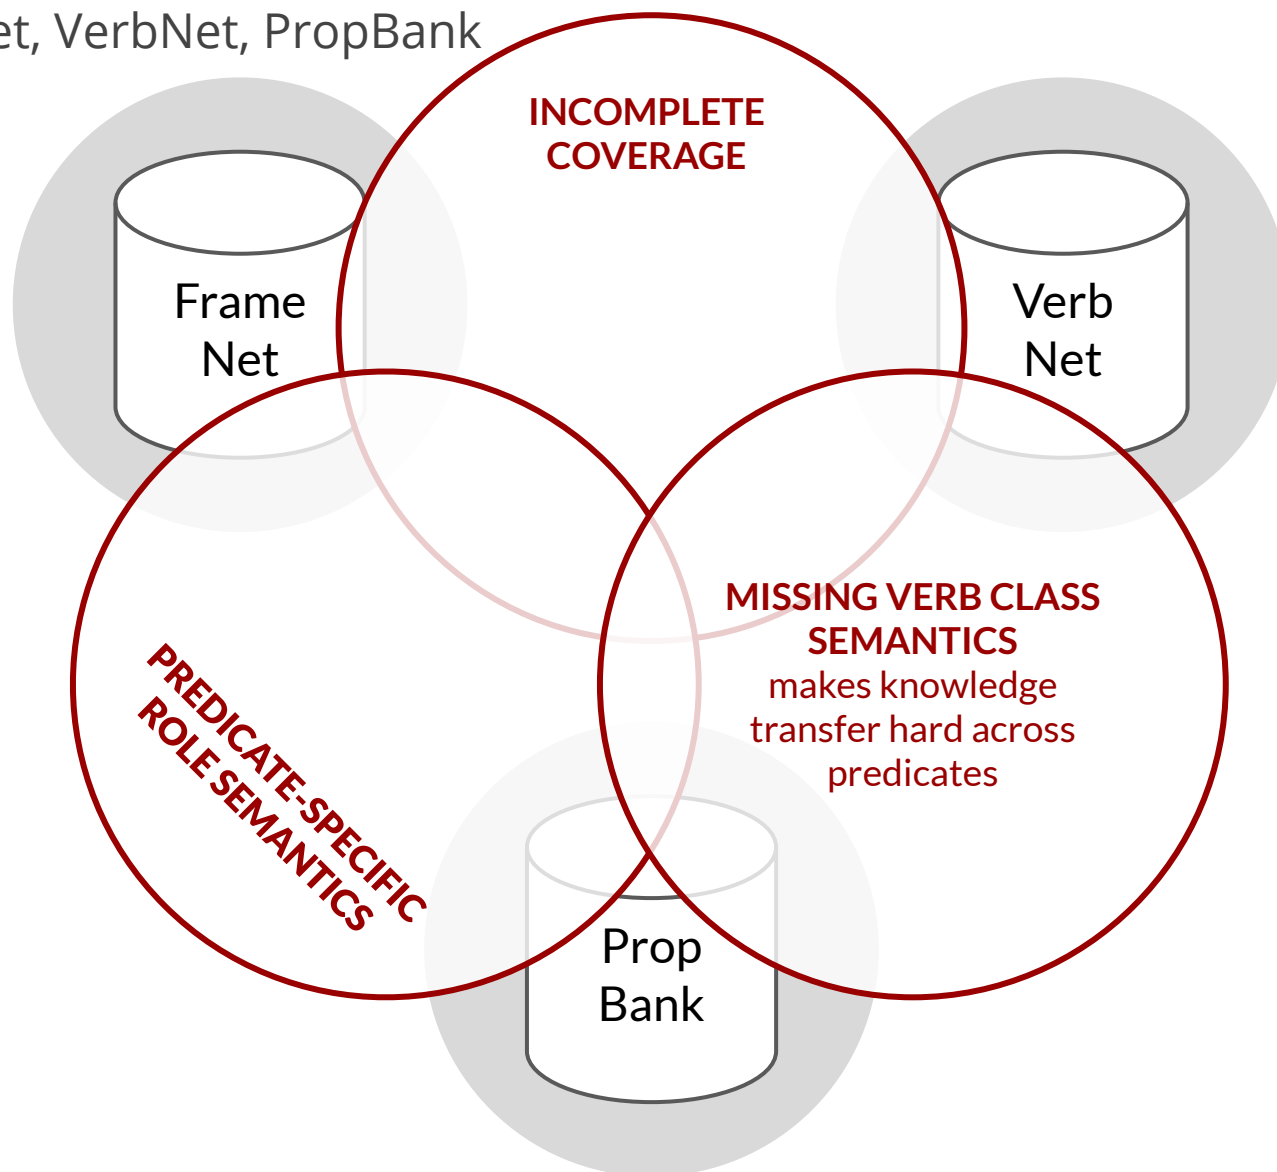 et, VerbNet, PropBank
INCOMPLETE
COVERAGE
Frame
Net
Verb
Net
MISSING VERB CLASS
SEMANTICS
makes knowledge
transfer hard across
predicates
PREDICATE-SPECIFIC
ROLE SEMANTICS
Prop
Bank